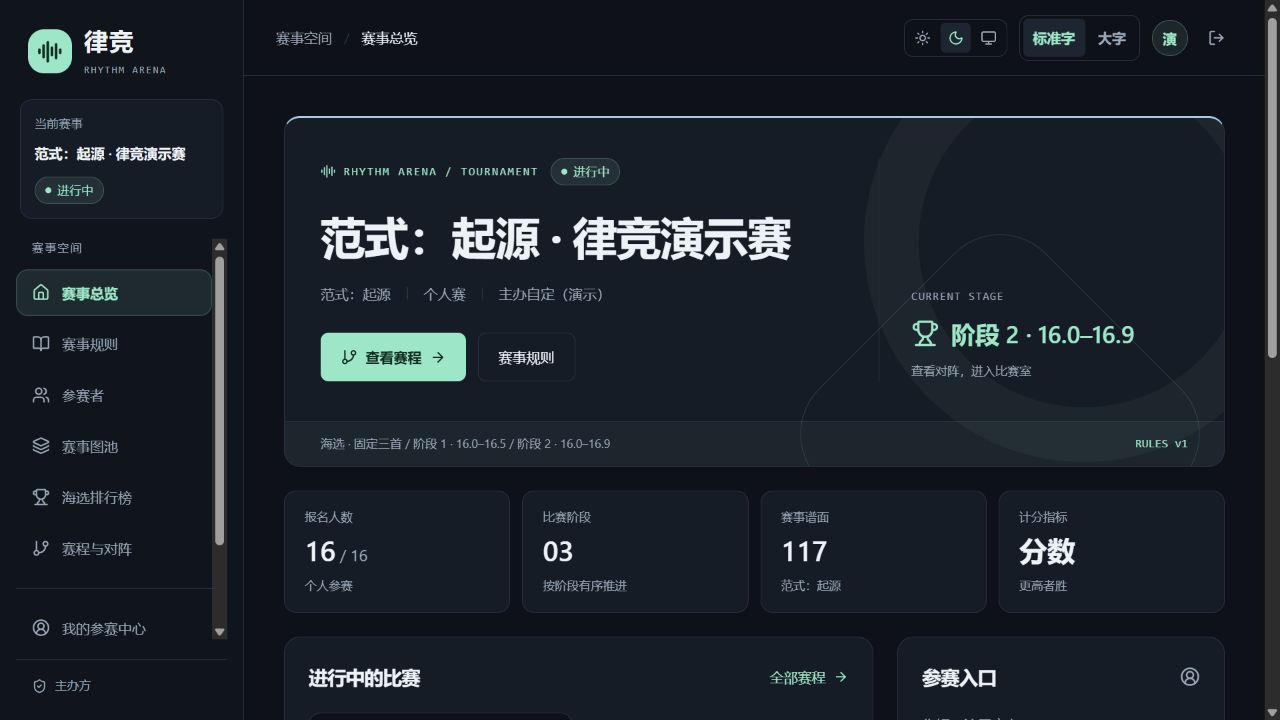 律竞
RHYTHM ARENA
当前赛事
范式：起源 · 律竞演示赛
进行中
赛事空间
赛事总览
赛事规则
参赛者
赛事图池
海选排行榜
赛程与对阵
我的参赛中心
主办方
赛事空间 / 赛事总览
标准字 大字
演
RHYTHM ARENA / TOURNAMENT 进行中
范式：起源 · 律竞演示赛
范式：起源 个人赛 主办自定（演示）
查看赛程 → 赛事规则
CURRENT STAGE
阶段 2 · 16.0–16.9
查看对阵，进入比赛室
海选 · 固定三首 / 阶段 1 · 16.0–16.5 / 阶段 2 · 16.0–16.9
RULES v1
报名人数
16 / 16
个人参赛
比赛阶段
03
按阶段有序推进
赛事谱面
117
范式：起源
计分指标
分数
更高者胜
进行中的比赛
全部赛程 →
参赛入口